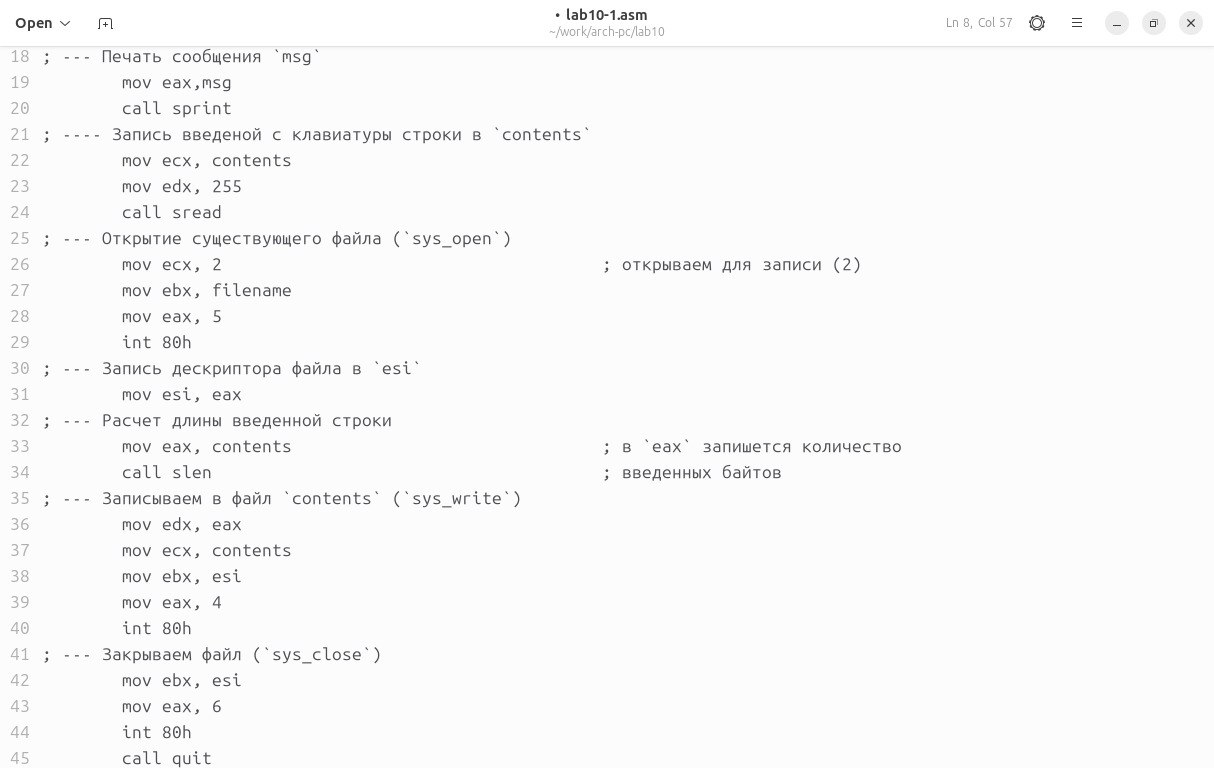 Open
• lab10-1.asm
~/work/arch-pc/lab10
Ln 8, Col 57
18 ; --- Печать сообщения `msg`
19 mov eax,msg
20 call sprint
21 ; ---- Запись введеной с клавиатуры строки в `contents`
22 mov ecx, contents
23 mov edx, 255
24 call sread
25 ; --- Открытие существующего файла (`sys_open`)
26 mov ecx, 2 ; открываем для записи (2)
27 mov ebx, filename
28 mov eax, 5
29 int 80h
30 ; --- Запись дескриптора файла в `esi`
31 mov esi, eax
32 ; --- Расчет длины введенной строки
33 mov eax, contents ; в `eax` запишется количество
34 call slen ; введенных байтов
35 ; --- Записываем в файл `contents` (`sys_write`)
36 mov edx, eax
37 mov ecx, contents
38 mov ebx, esi
39 mov eax, 4
40 int 80h
41 ; --- Закрываем файл (`sys_close`)
42 mov ebx, esi
43 mov eax, 6
44 int 80h
45 call quit